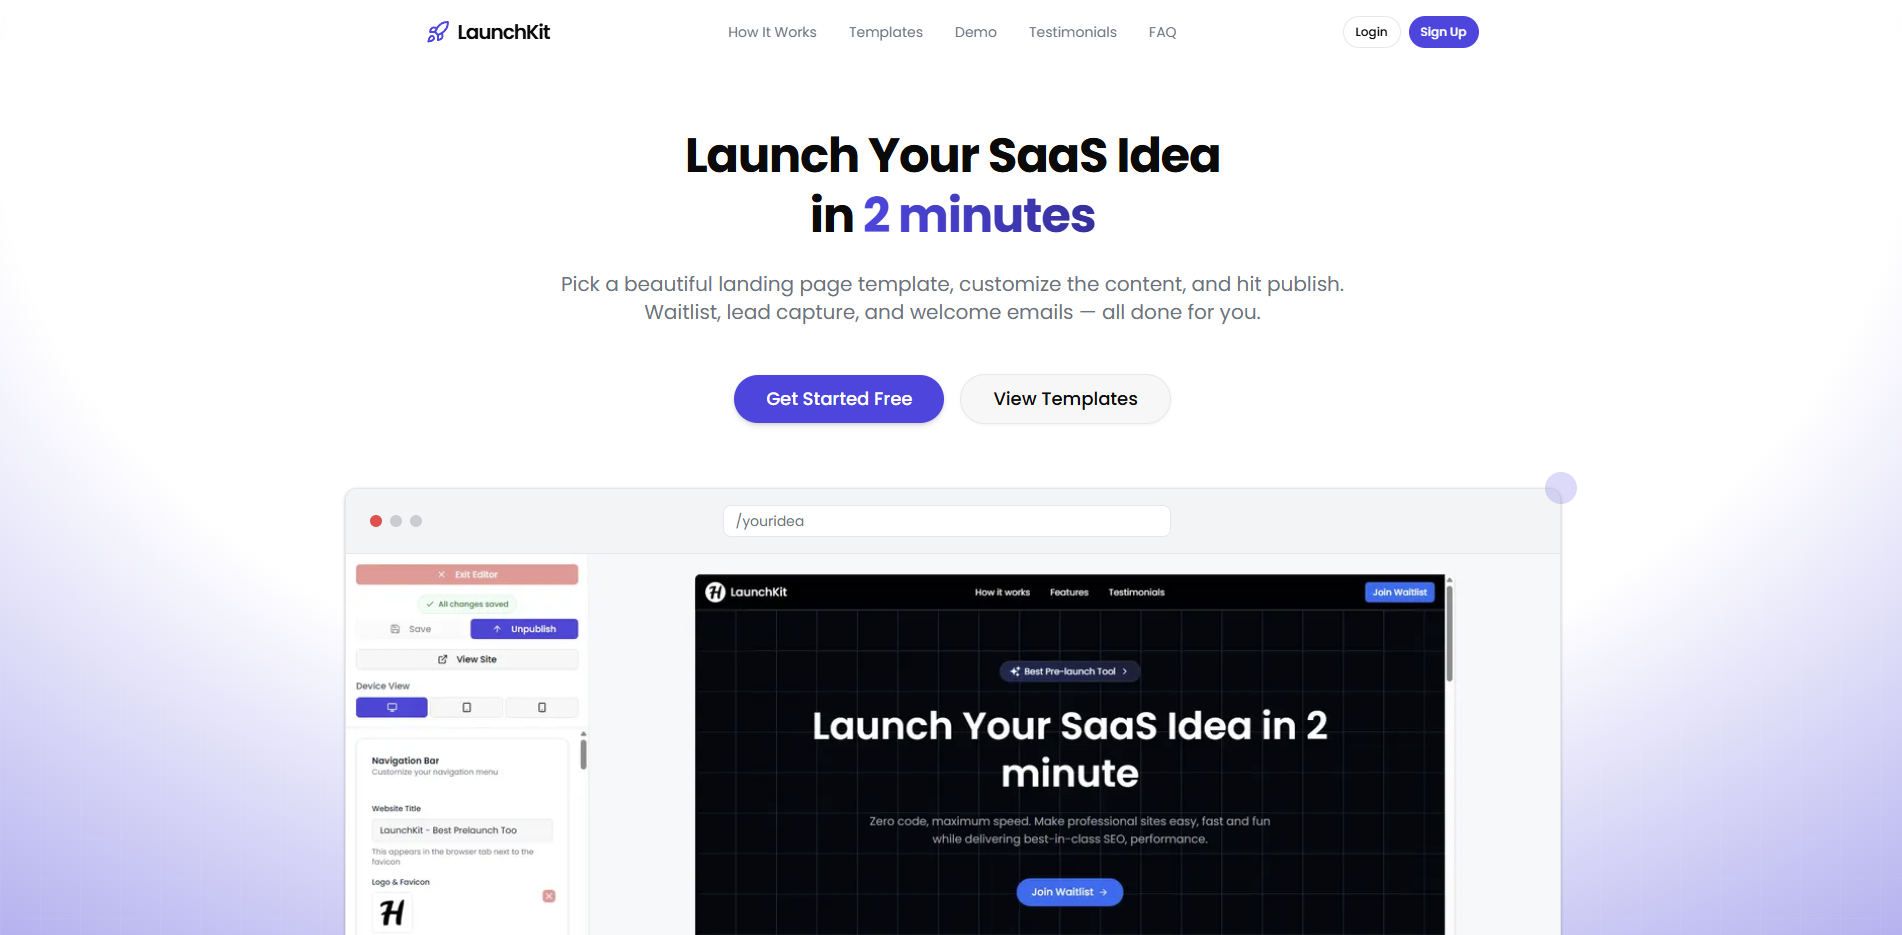 LaunchKit
How It Works
Templates
Demo
Testimonials
FAQ
Login
Sign Up
Launch Your SaaS Idea
in 2 minutes
Pick a beautiful landing page template, customize the content, and hit publish.
Waitlist, lead capture, and welcome emails — all done for you.
Get Started Free
View Templates
/youridea
Exit Editor
All changes saved
Save
Unpublish
View Site
Device View
Navigation Bar
Customize your navigation menu
Website Title
LaunchKit - Best Prelaunch Too
This appears in the browser tab next to the
favicon
Logo & Favicon
H
H LaunchKit
How it works
Features
Testimonials
Join Waitlist
Best Pre-launch Tool
Launch Your SaaS Idea in 2
minute
Zero code, maximum speed. Make professional sites easy, fast and fun
while delivering best-in-class SEO, performance.
Join Waitlist →